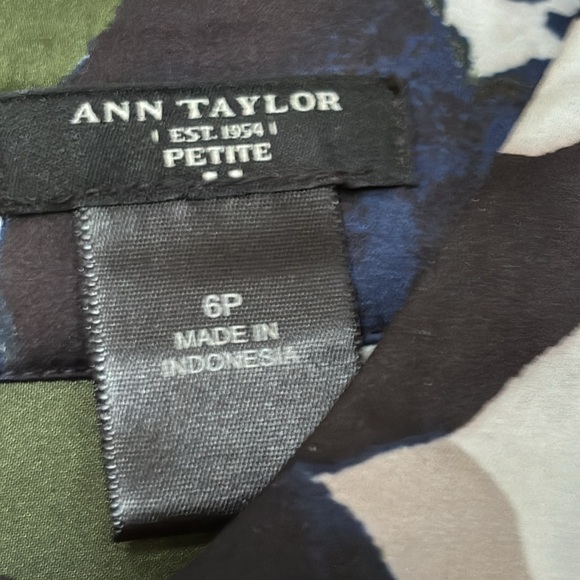 ANN TAYLOR
EST. 1954
PETITE
6P
MADE IN
INDONESIA